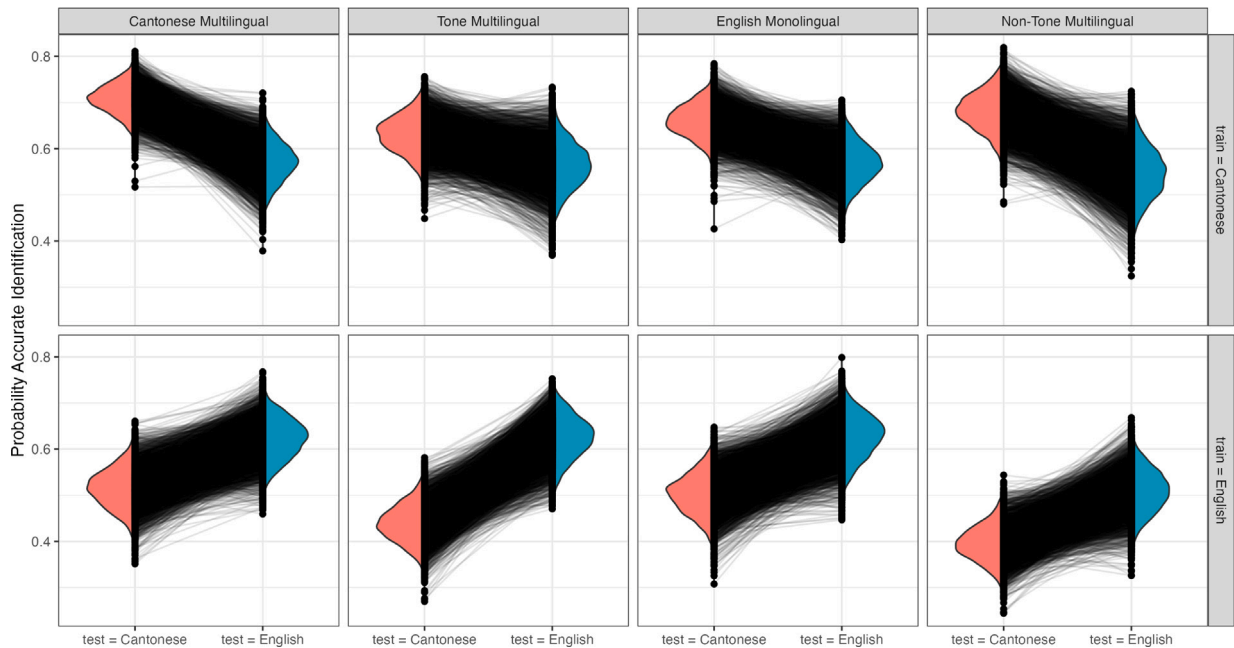 Cantonese Multilingual
Tone Multilingual
English Monolingual
Non-Tone Multilingual
Probability Accurate Identification
0.8
0.6
0.4
train = Cantonese
0.8
0.6
0.4
train = English
test = Cantonese
test = English
test = Cantonese
test = English
test = Cantonese
test = English
test = Cantonese
test = English